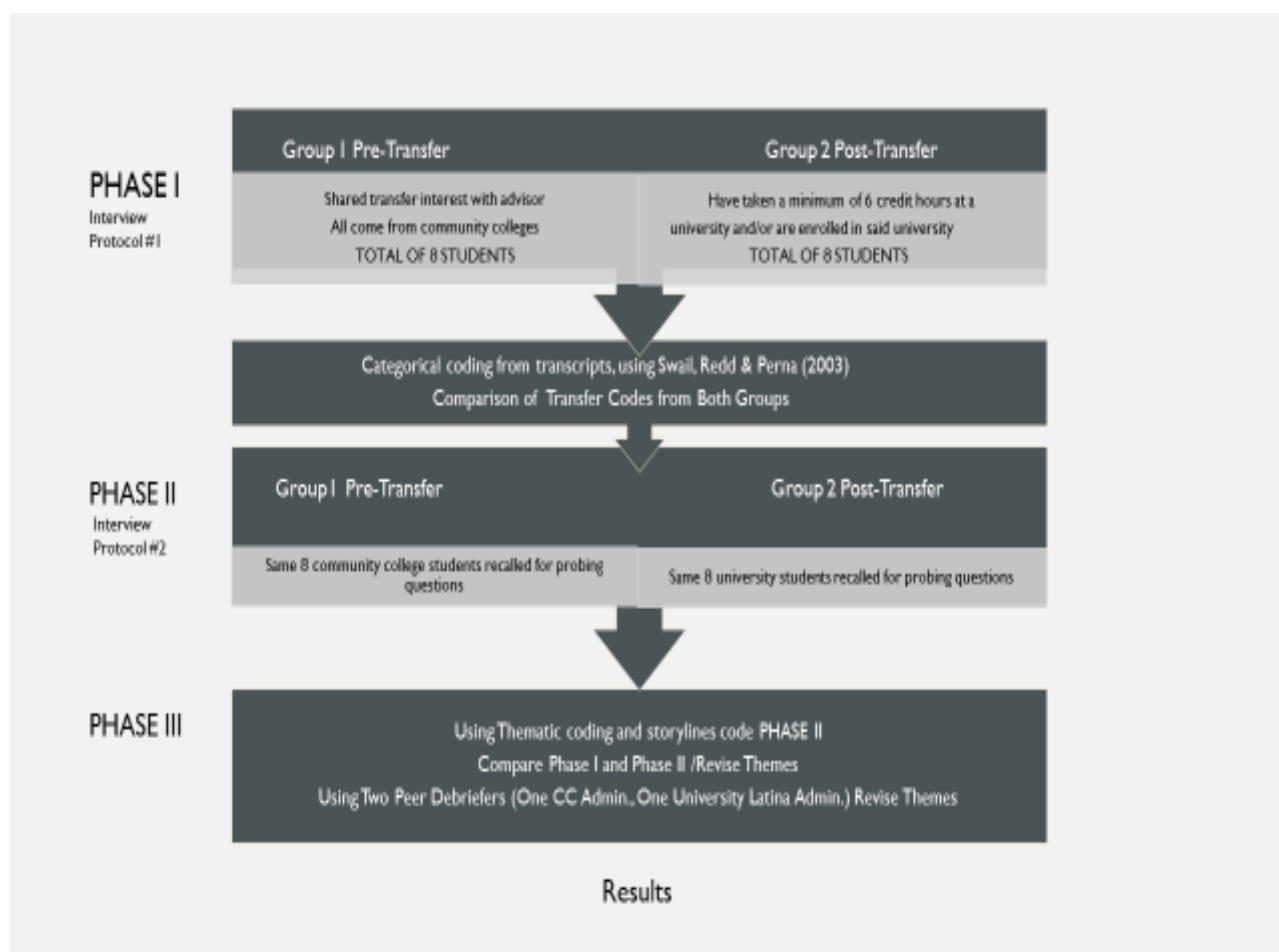 Group 1 Pre-Transfer
Group 2 Post-Transfer
PHASE I
Interview
Protocol #1
Shared transfer interest with advisor
All come from community colleges
TOTAL OF 8 STUDENTS
Have taken a minimum of 6 credit hours at a
university and/or are enrolled in said university
TOTAL OF 8 STUDENTS
Categorical coding from transcripts, using Swail, Redd & Perna (2003)
Comparison of Transfer Codes from Both Groups
PHASE II
Interview
Protocol #2
Group1 Pre-Transfer
Group 2 Post-Transfer
Same 8 community college students recalled for probing
questions
Same 8 university students recalled for probing questions
PHASE III
Using Thematic coding and storylines code PHASE II
Compare Phase I and Phase II /Revise Themes
Using Two Peer Debriefers (One CC Admin., One University Latina Admin.) Revise Themes
Results